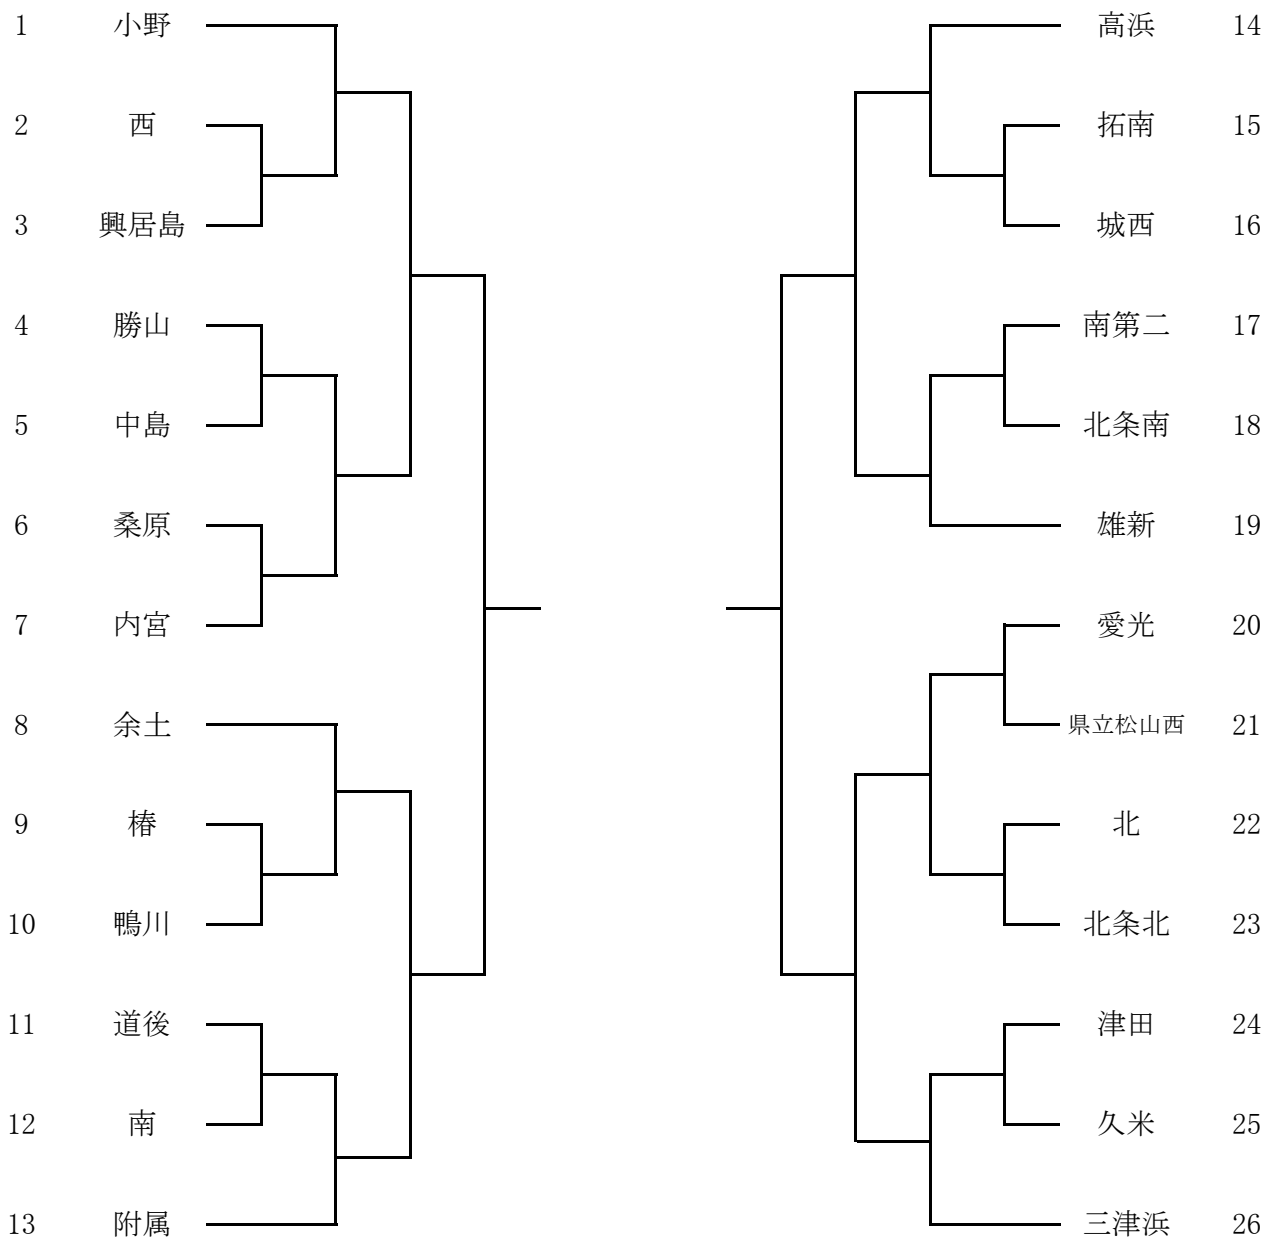 1 小野 高浜 14
2 西 拓南 15
3 興居島 城西 16
4 勝山 南第二 17
5 中島 北条南 18
6 桑原 雄新 19
7 内宮 愛光 20
8 余土 県立松山西 21
9 椿 北 22
10 鴨川 北条北 23
11 道後 津田 24
12 南 久米 25
13 附属 三津浜 26